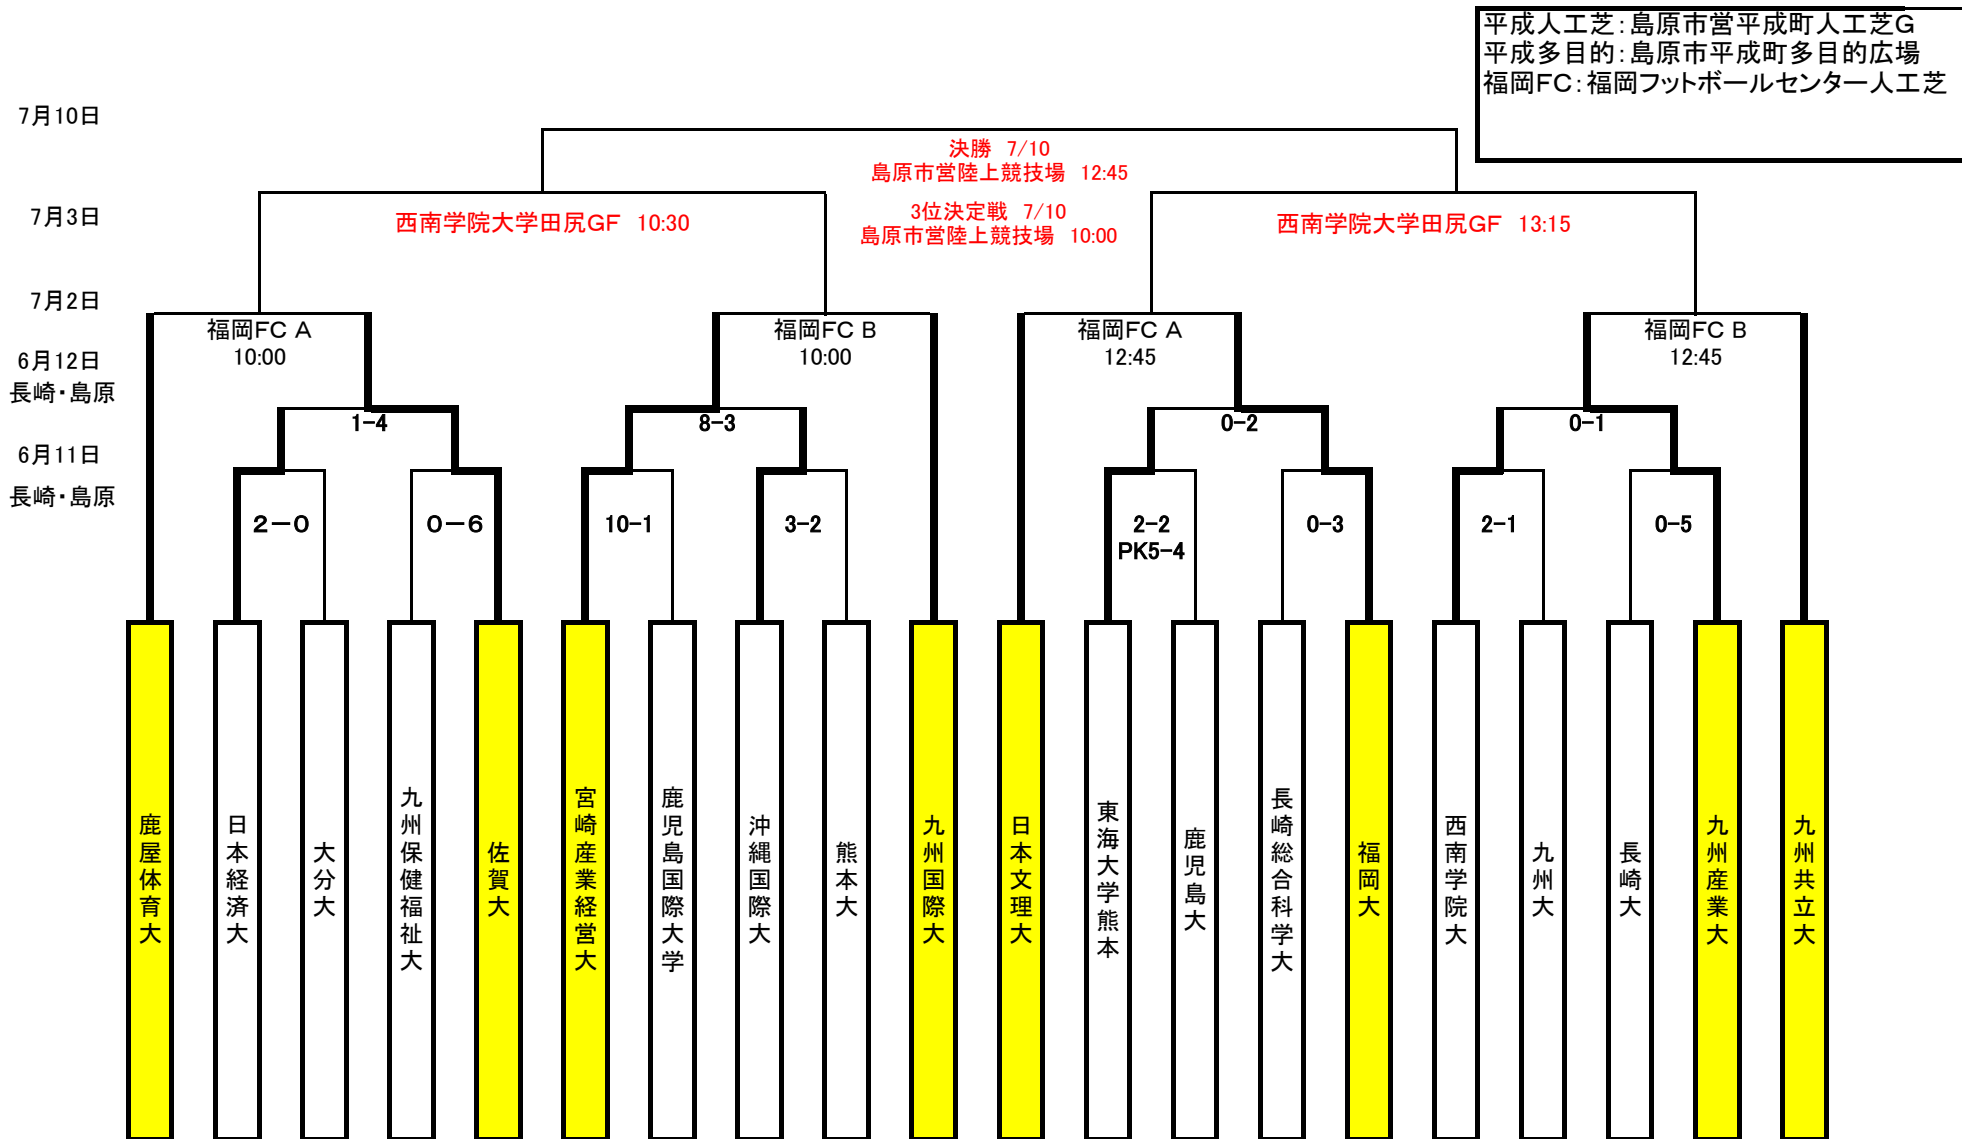 平成人工芝：島原市営平成町人工芝G
平成多目的：島原市平成町多目的広場
福岡FC：福岡フットボールセンター人工芝
7月10日
決勝 7/10
島原市営陸上競技場 12:45
7月3日
西南学院大学田尻GF 10:30
3位決定戦 7/10
島原市営陸上競技場 10:00
西南学院大学田尻GF 13:15
7月2日
福岡FC A
10:00
福岡FC B
10:00
福岡FC A
12:45
福岡FC B
12:45
6月12日
長崎・島原
1-4
8-3
0-2
0-1
6月11日
長崎・島原
2－0
0－6
10-1
3-2
2-2
PK5-4
0-3
2-1
0-5
鹿屋体育大
日本経済大
大分大
九州保健福祉大
佐賀大
宮崎産業経営大
鹿児島国際大学
沖縄国際大
熊本大
九州国際大
日本文理大
東海大学熊本
鹿児島大
長崎総合科学大
福岡大
西南学院大
九州大
長崎大
九州産業大
九州共立大